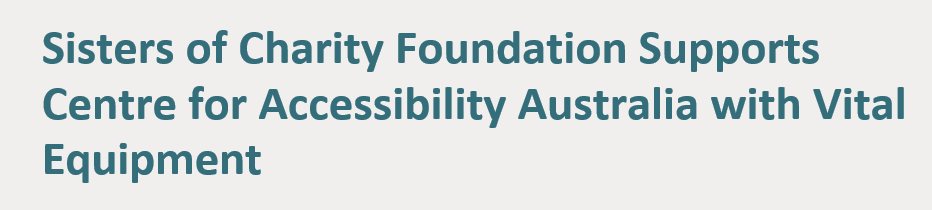 Sisters of Charity Foundation Supports
Centre for Accessibility Australia with Vital
Equipment